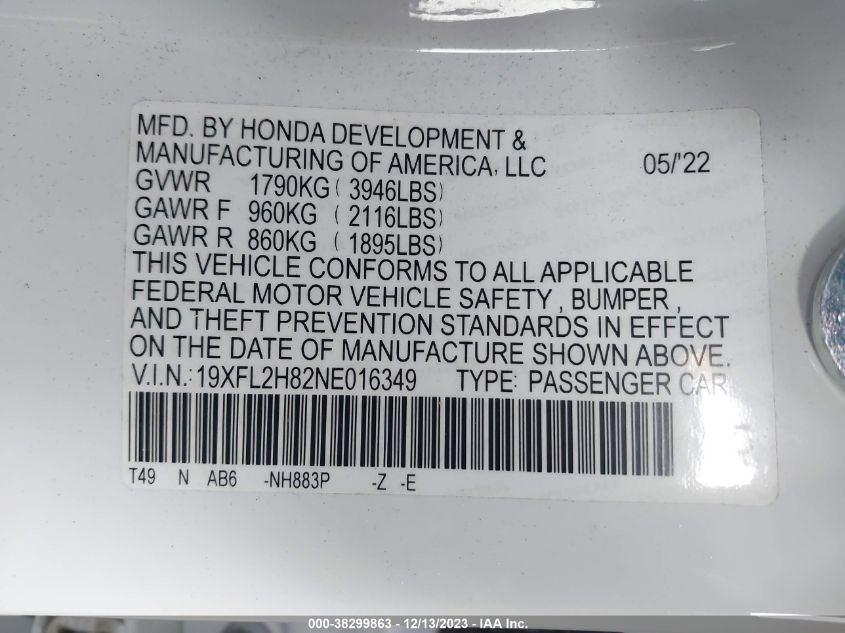 MFD. BY HONDA DEVELOPMENT &
MANUFACTURING OF AMERICA, LLC 05/'22
GVWR 1790KG ( 3946LBS)
GAWR F 960KG ( 2116LBS)
GAWR R 860KG ( 1895LBS)
THIS VEHICLE CONFORMS TO ALL APPLICABLE
FEDERAL MOTOR VEHICLE SAFETY , BUMPER ,
AND THEFT PREVENTION STANDARDS IN EFFECT
ON THE DATE OF MANUFACTURE SHOWN ABOVE.
V.I.N.: 19XFL2H82NE016349 TYPE: PASSENGER CAR
T49 N AB6 -NH883P -Z -E
000-38299863 - 12/13/2023 - IAA Inc.